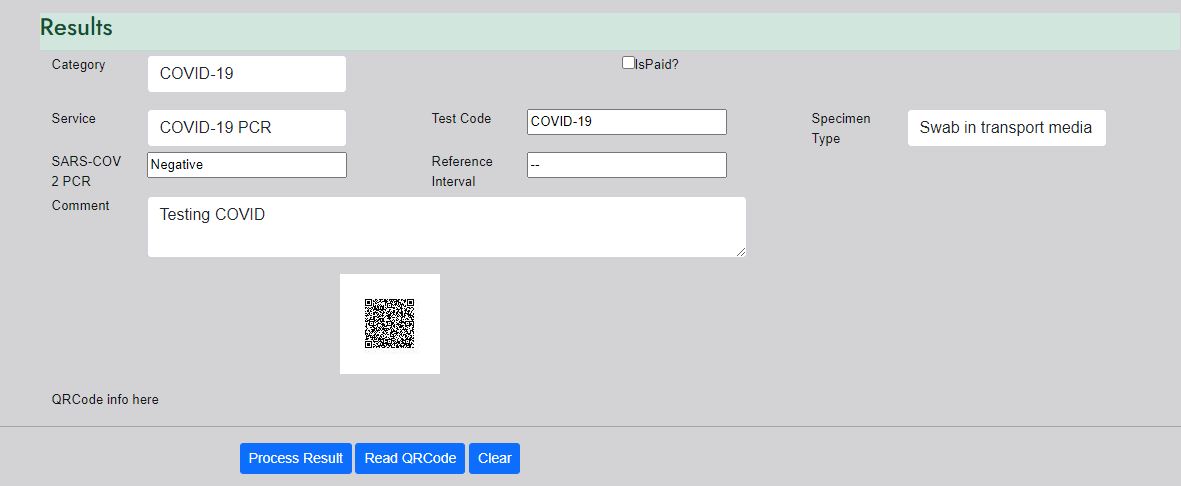 Results
Category COVID-19 IsPaid?
Service COVID-19 PCR Test Code COVID-19 Specimen Type Swab in transport media
SARS-COV 2 PCR Negative Reference Interval --
Comment Testing COVID
QRCode info here
Process Result Read QRCode Clear